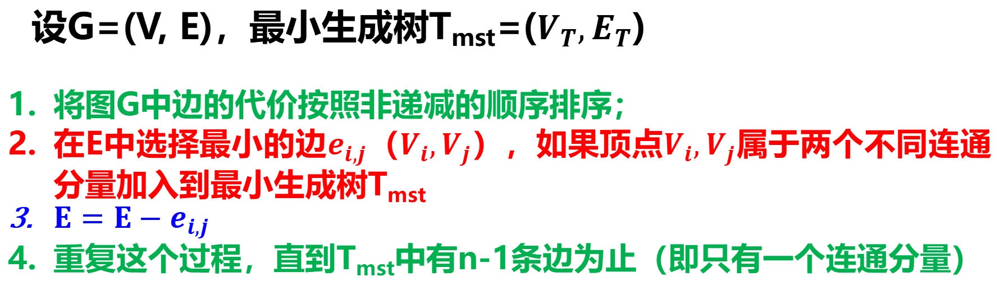 设G=(V, E)，最小生成树Tmst=(VT, ET)
1. 将图G中边的代价按照非递减的顺序排序；
2. 在E中选择最小的边ei,j（Vi, Vj），如果顶点Vi, Vj属于两个不同连通
分量加入到最小生成树Tmst
3. E = E − ei,j
4. 重复这个过程，直到Tmst中有n-1条边为止（即只有一个连通分量）